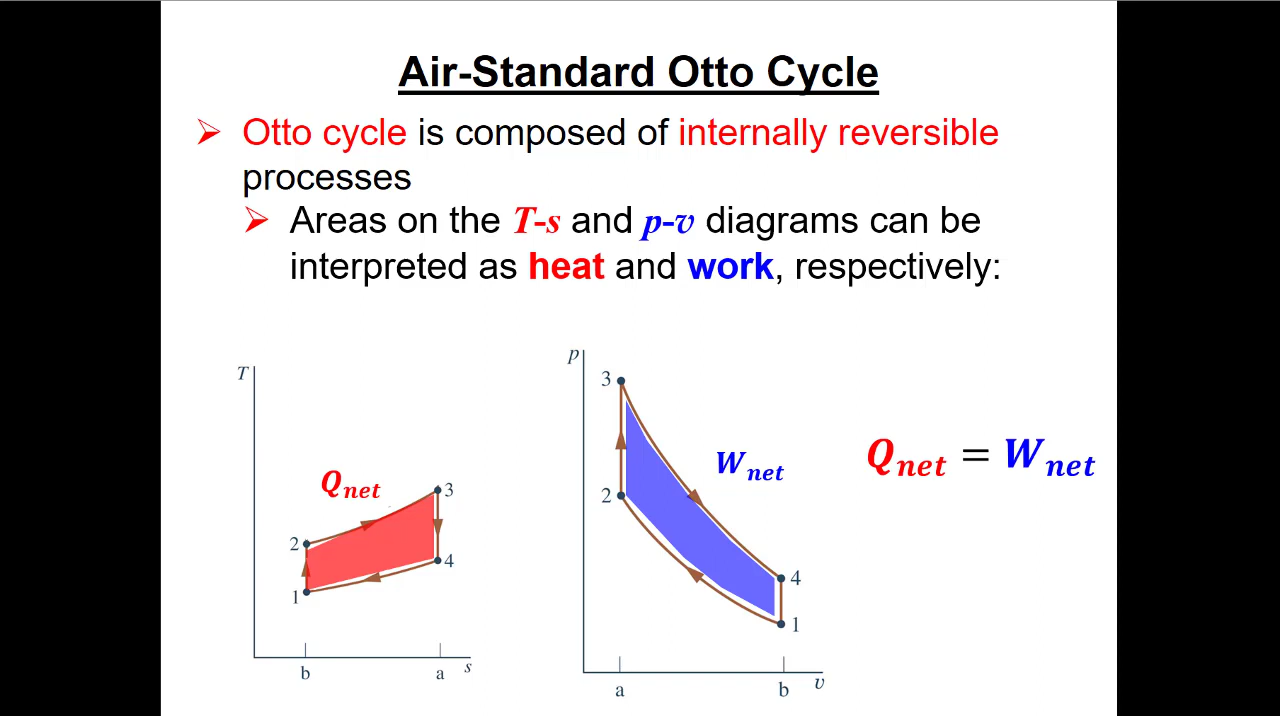 Air-Standard Otto Cycle
➢ Otto cycle is composed of internally reversible
processes
➢ Areas on the T-s and p-v diagrams can be
interpreted as heat and work, respectively:
T
Q_net
3
2
4
1
b
a
s
p
3
W_net
2
4
1
a
b
v
Q_net = W_net